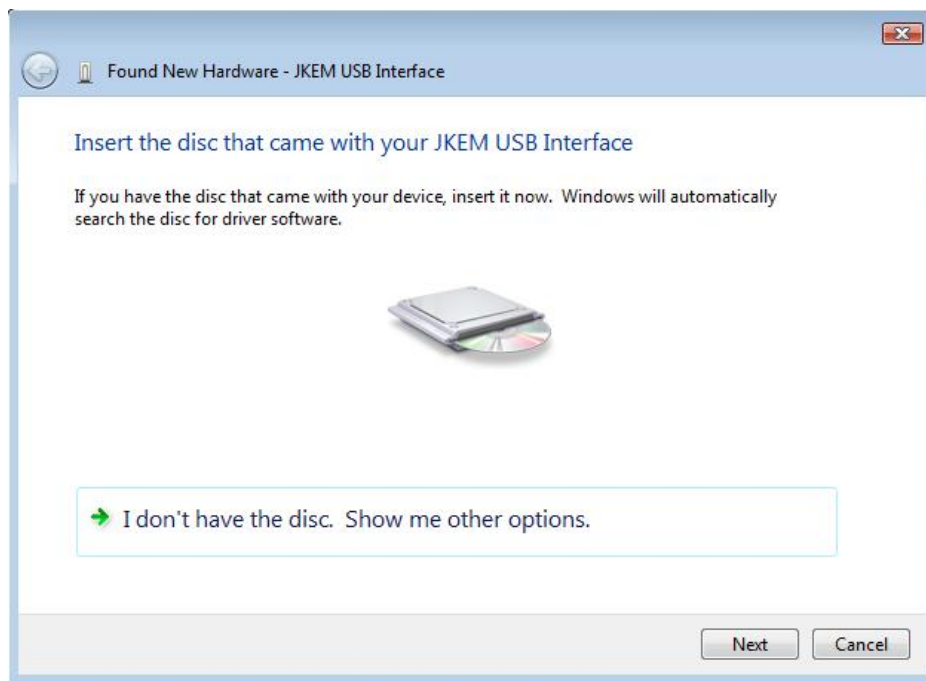 Found New Hardware - JKEM USB Interface
Insert the disc that came with your JKEM USB Interface
If you have the disc that came with your device, insert it now.  Windows will automatically
search the disc for driver software.
I don't have the disc.  Show me other options.
Next Cancel